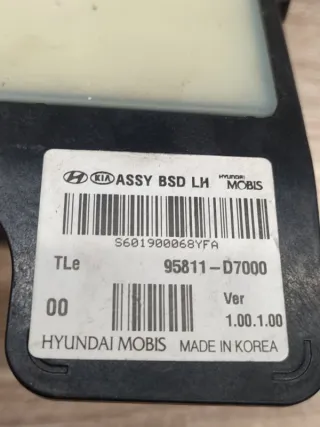 KIA ASSY BSD LH HYUNDAI MOBIS
S601900068YFA
TLe 95811-D7000
00 Ver
1.00.1.00
HYUNDAI MOBIS MADE IN KOREA